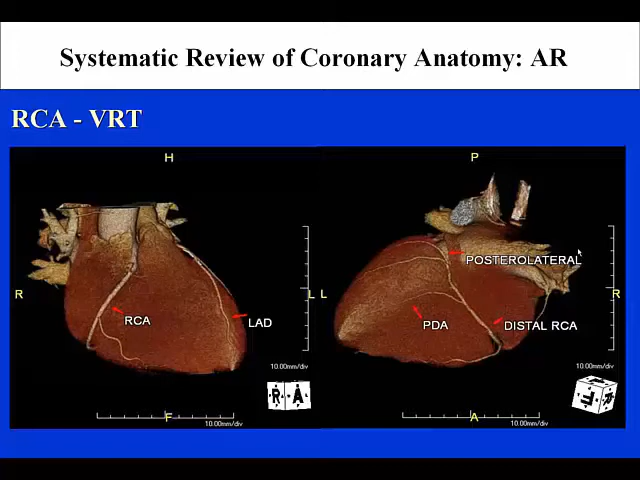 Systematic Review of Coronary Anatomy: AR
RCA - VRT
H
R
L
RCA
LAD
10.00mm/div
F
10.00mm/div
R A
P
L
R
POSTEROLATERAL
PDA
DISTAL RCA
10.00mm/div
A
10.00mm/div